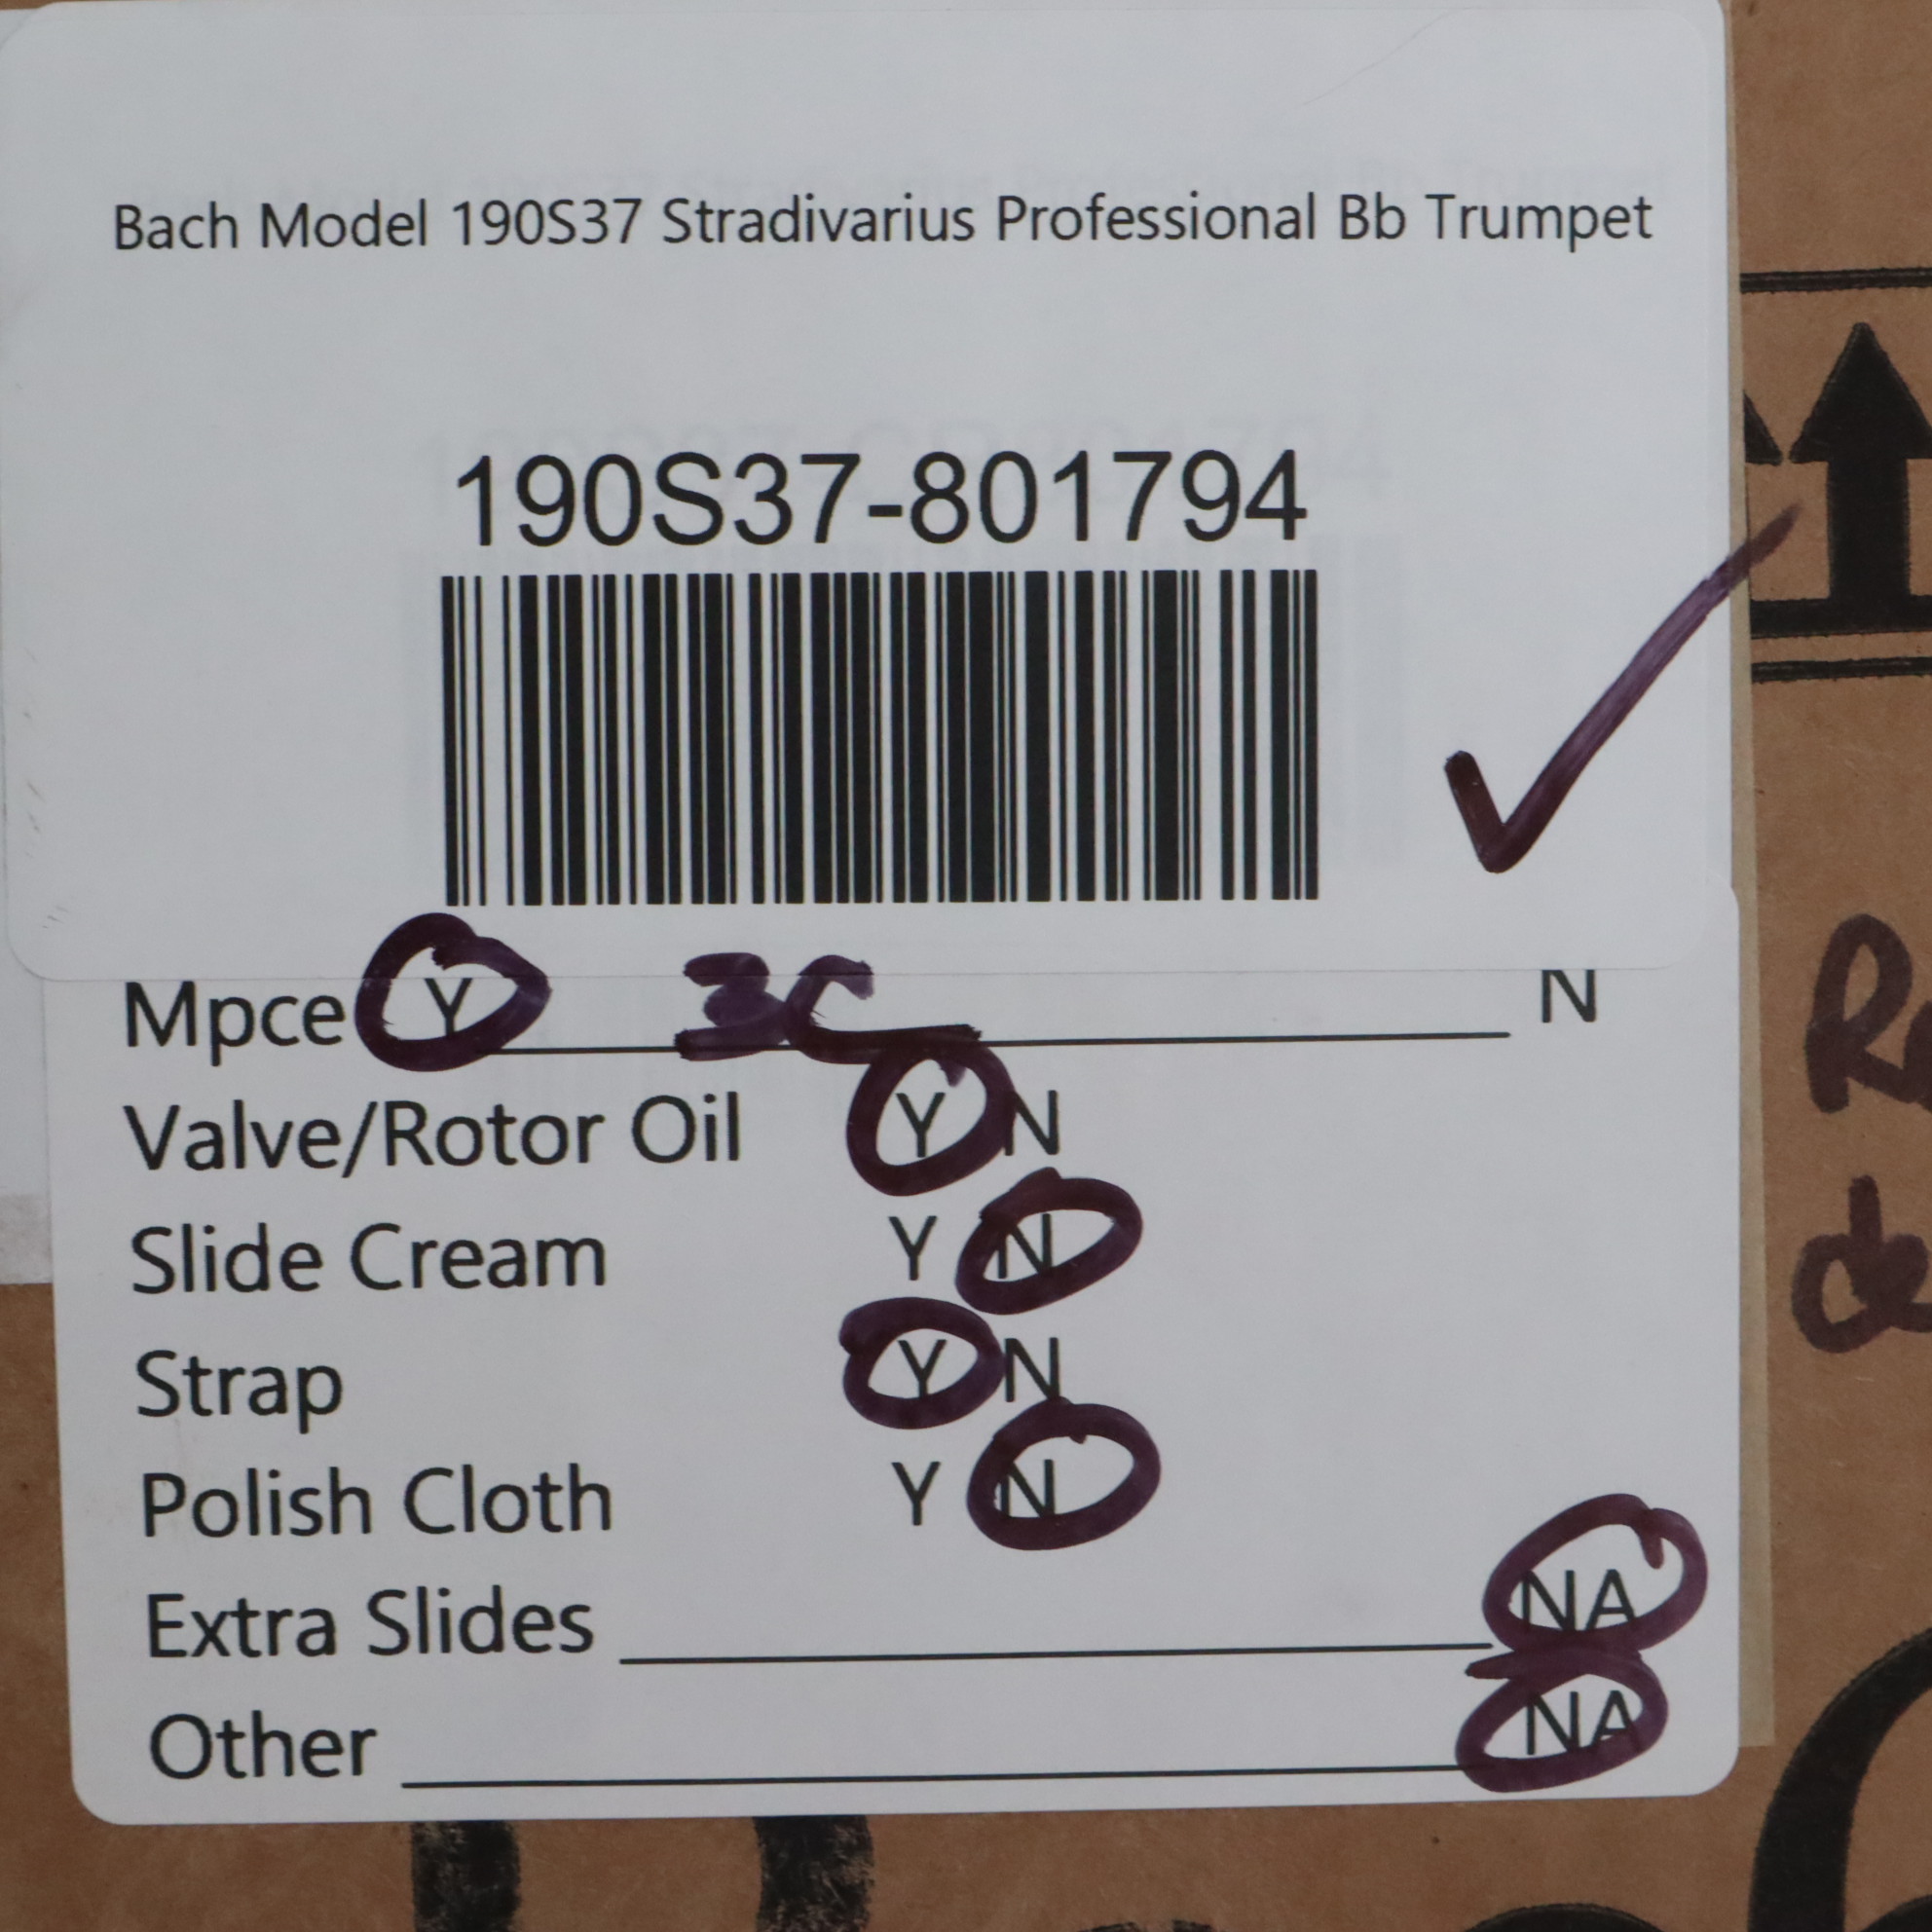 Bach Model 190S37 Stradivarius Professional Bb Trumpet
190S37-801794
Mpce Y 3C N
Valve/Rotor Oil Y N
Slide Cream Y N
Strap Y N
Polish Cloth Y N
Extra Slides NA
Other NA